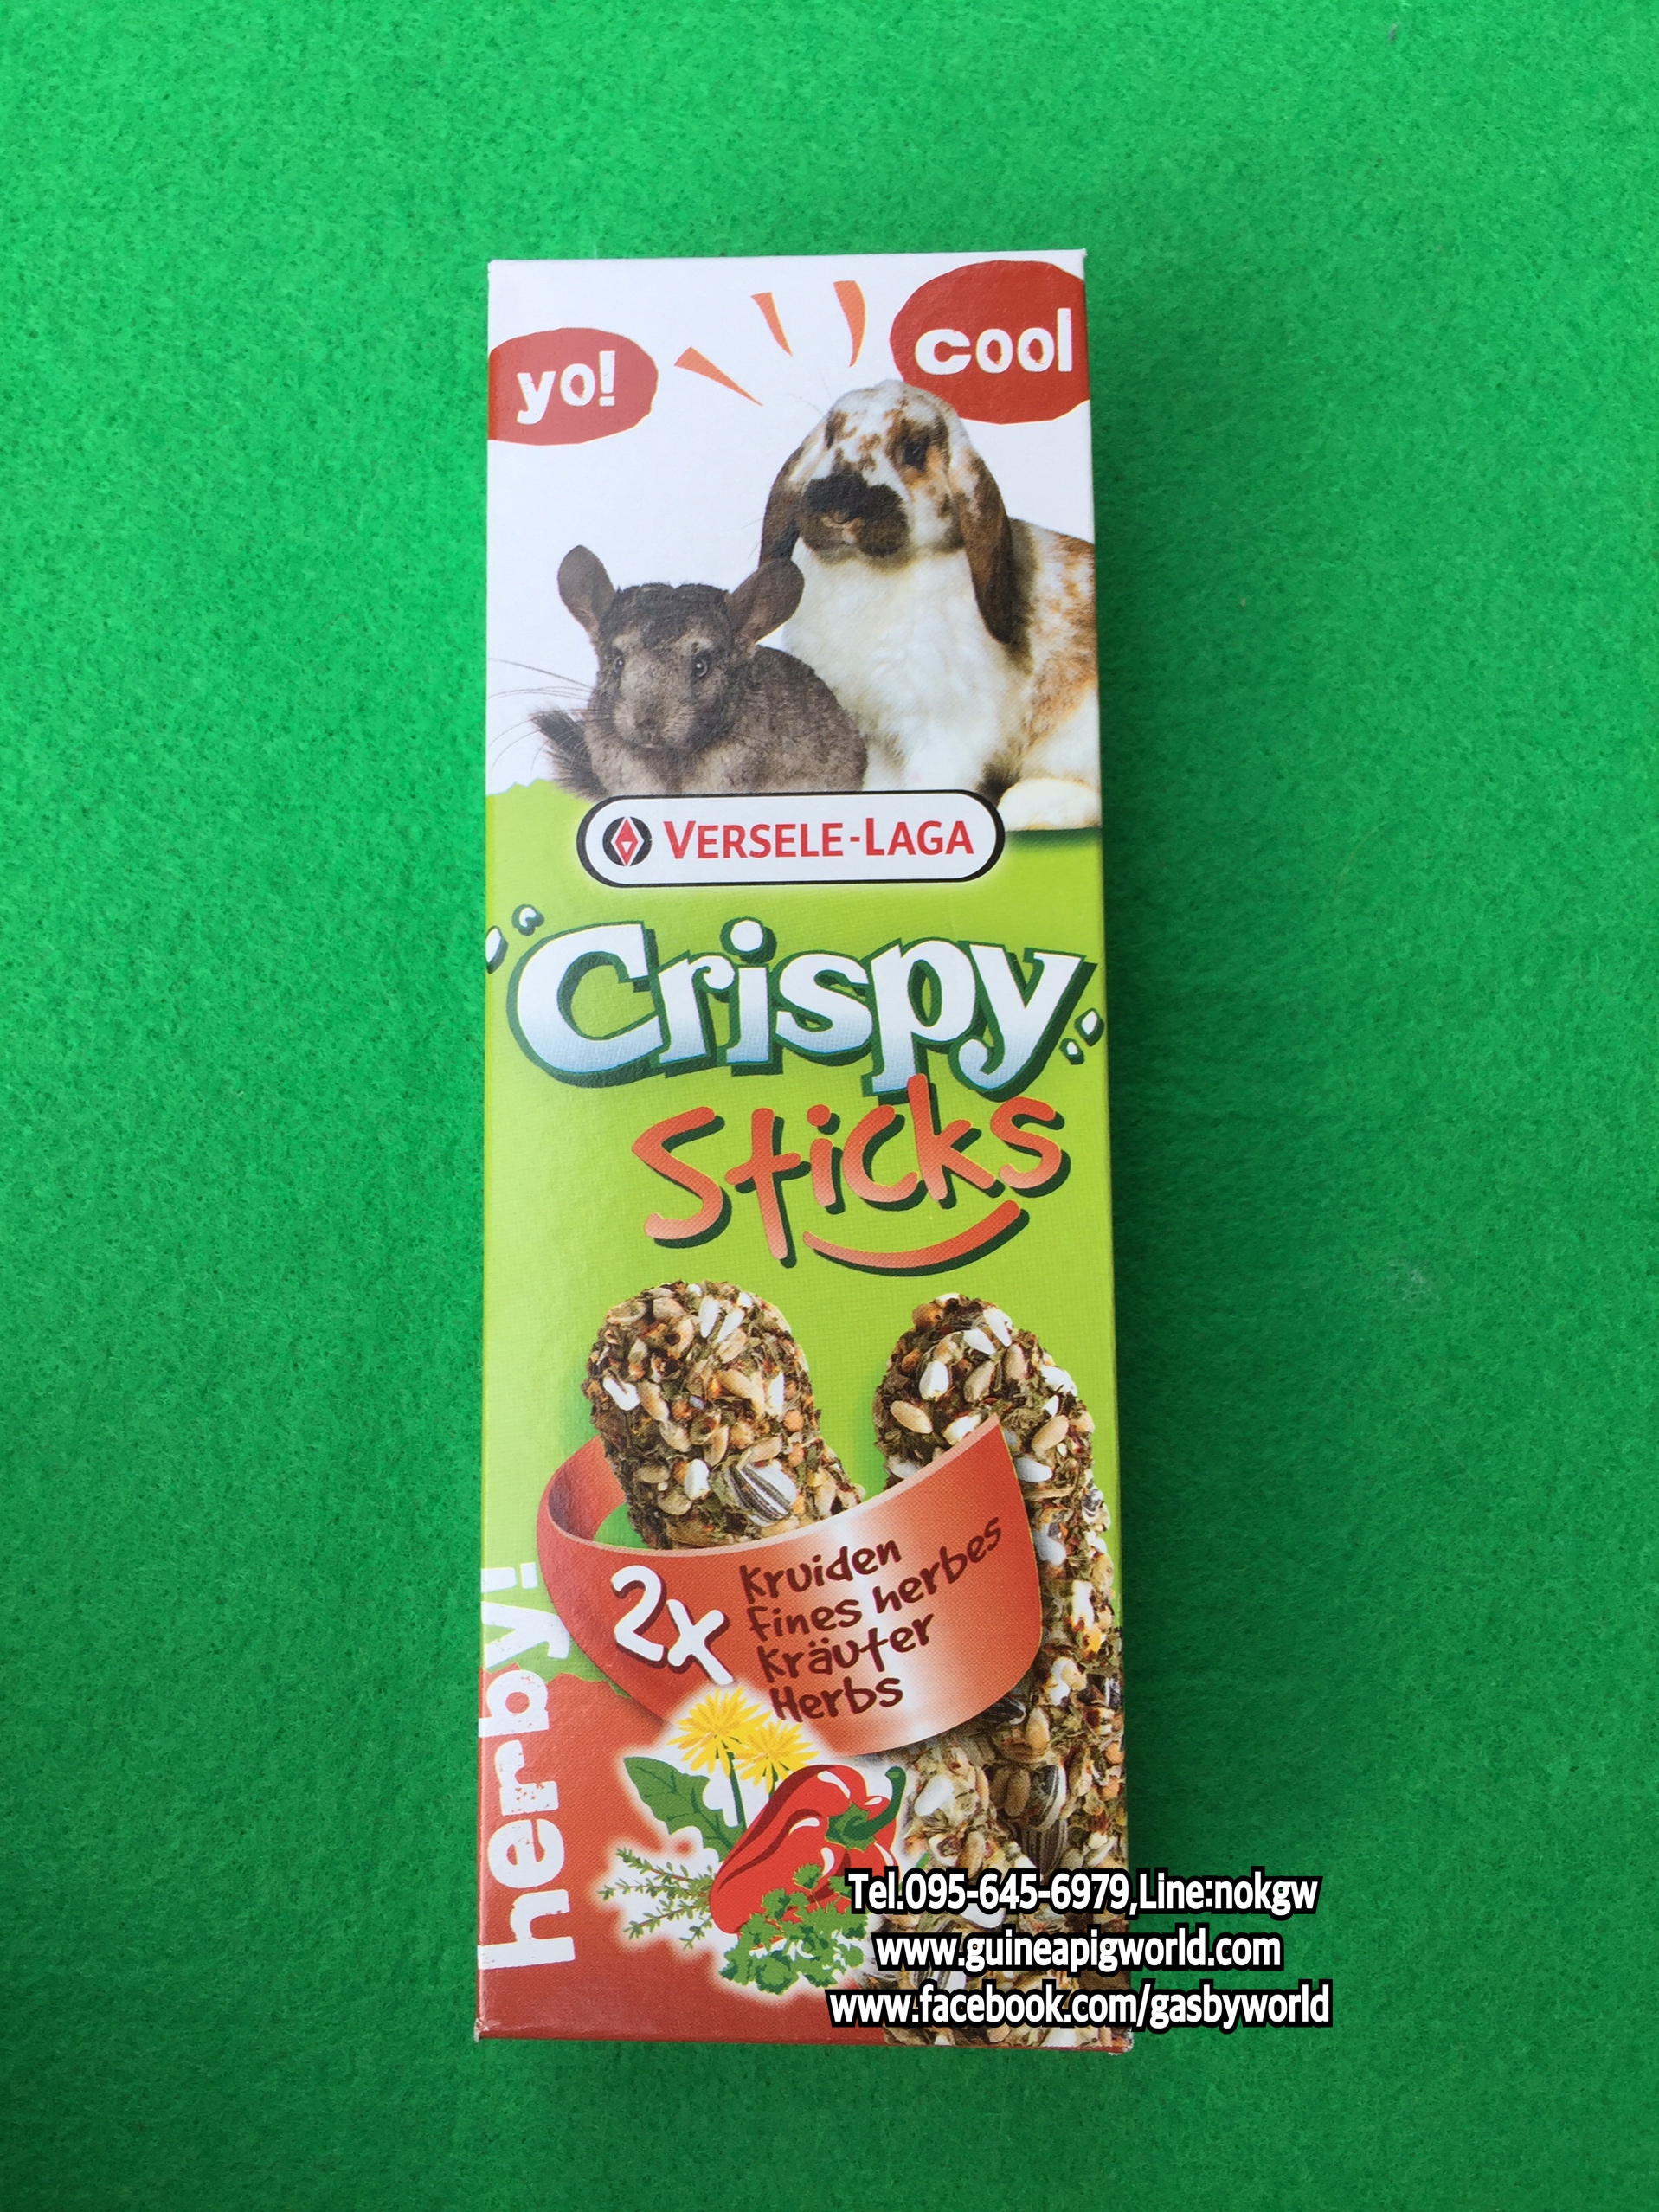 yo!
cool
VERSELE-LAGA
Crispy
Sticks
2x
Kruiden
Fines herbes
Kräuter
Herbs
herby!
Tel.095-645-6979,Line:nokgw
www.guineapigworld.com
www.facebook.com/gasbyworld